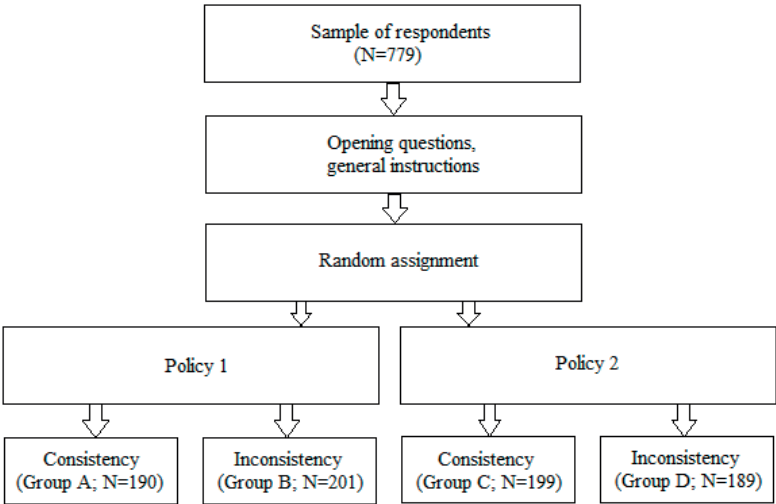 Sample of respondents
(N=779)
Opening questions,
general instructions
Random assignment
Policy 1
Policy 2
Consistency
(Group A; N=190)
Inconsistency
(Group B; N=201)
Consistency
(Group C; N=199)
Inconsistency
(Group D; N=189)